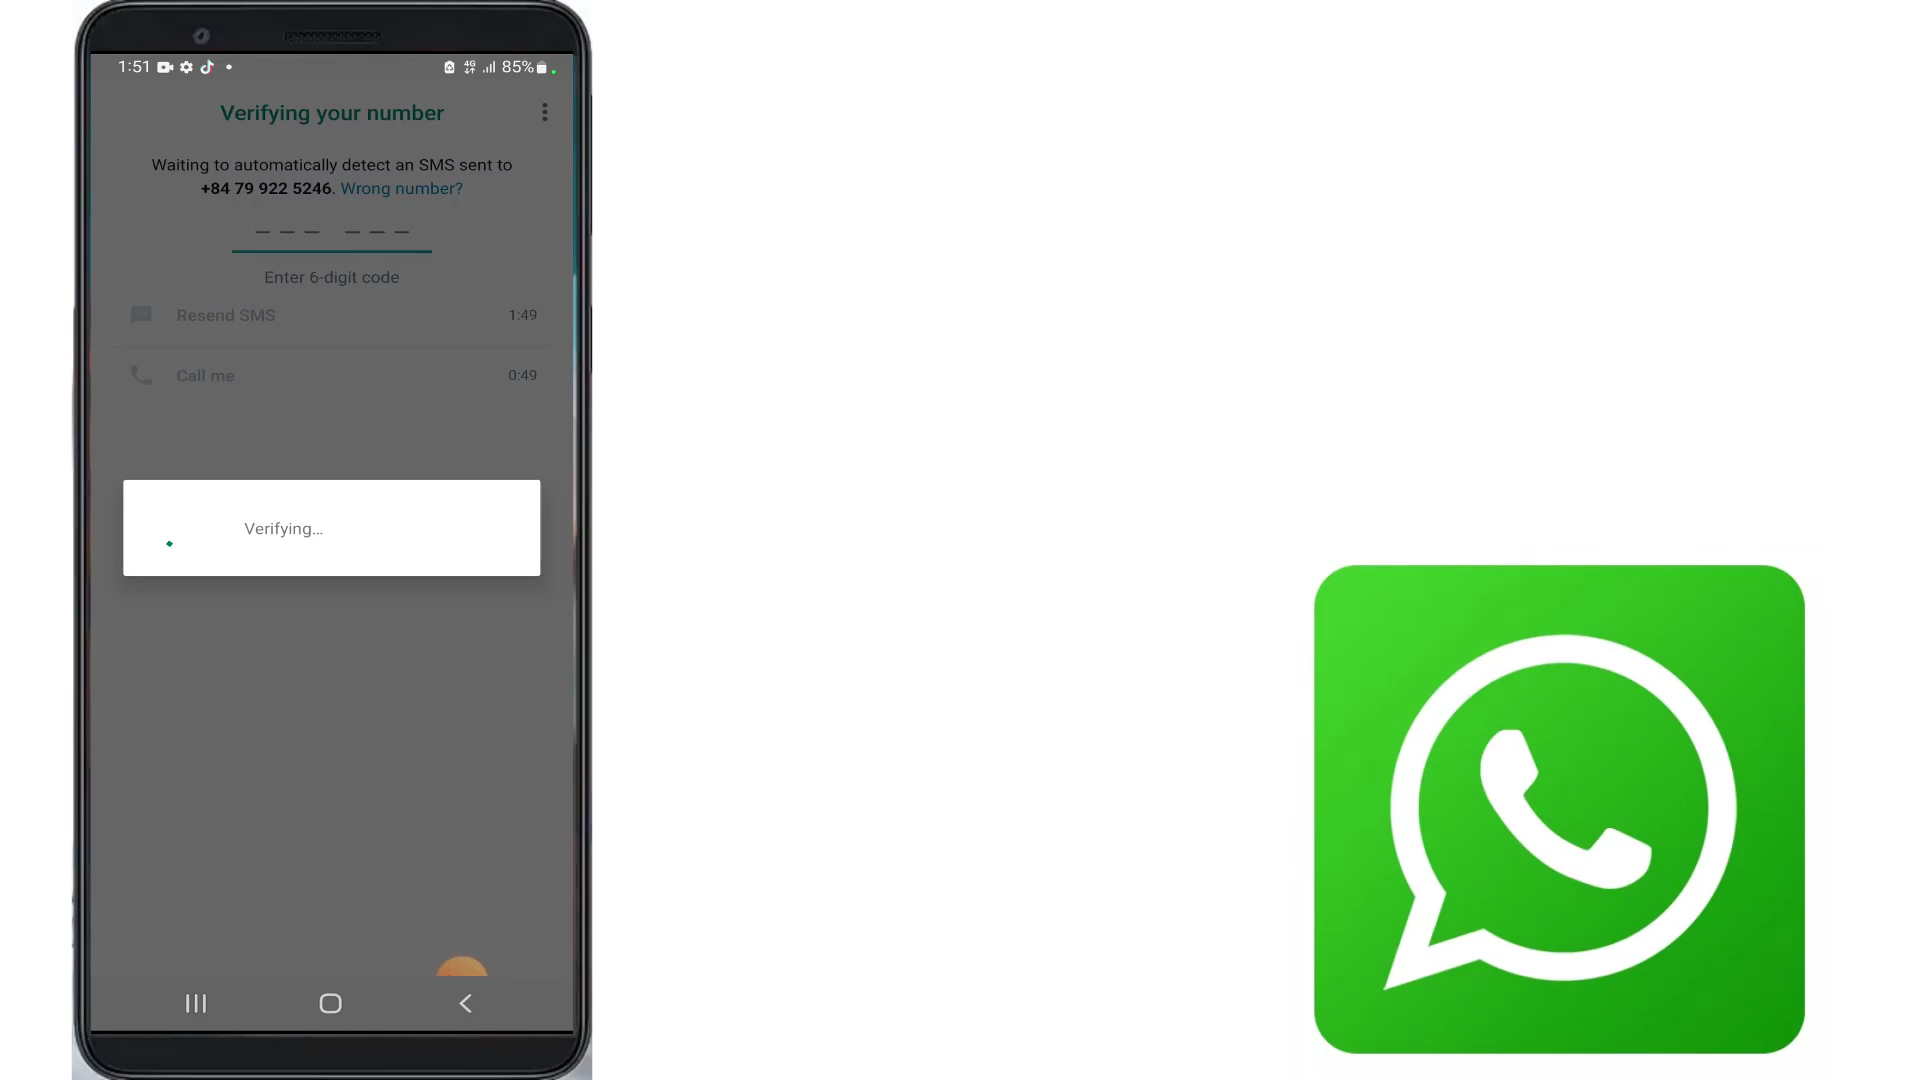 1:51
4G
85%
Verifying your number
Waiting to automatically detect an SMS sent to
+84 79 922 5246. Wrong number?
Enter 6-digit code
Resend SMS 1:49
Call me 0:49
Verifying...